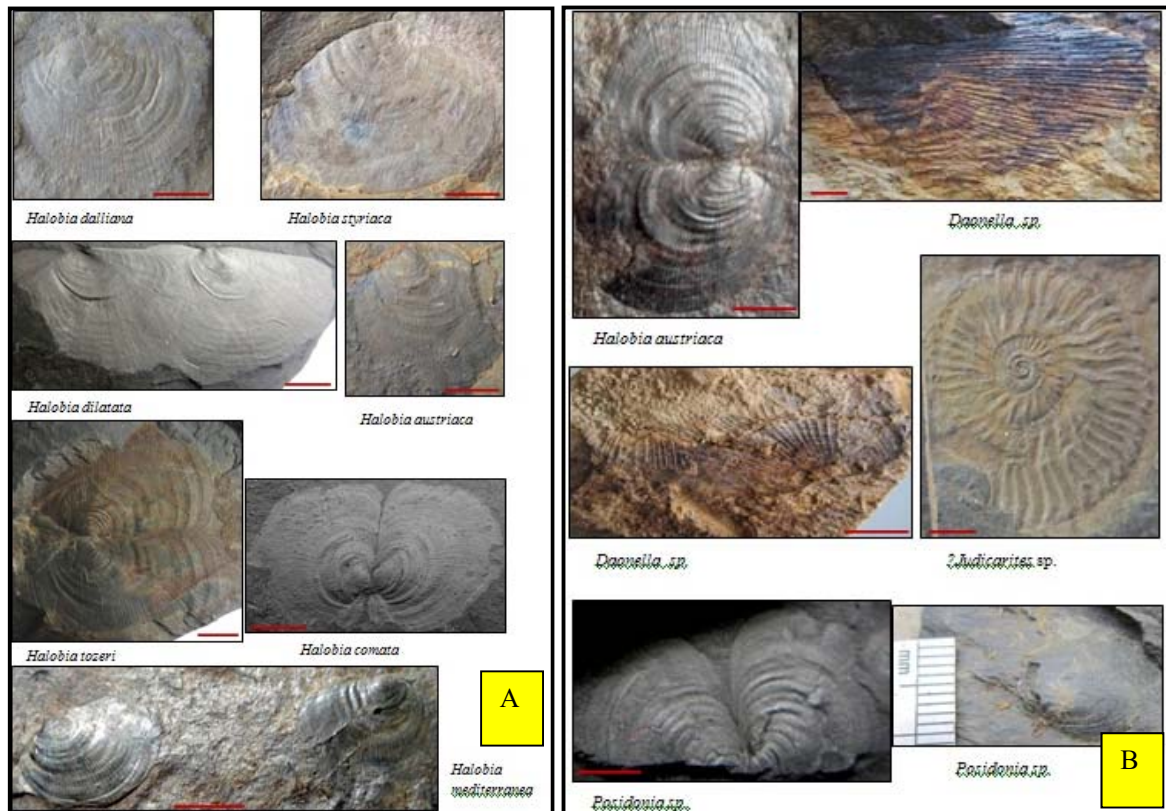 Halobia dalliana
Halobia styriaca
Halobia dilatata
Halobia austriaca
Halobia tozeri
Halobia comata
A
Halobia
mediterranea
Halobia austriaca
Daonella sp.
Daonella sp.
?Judicarites sp.
mm
Posidonia sp.
Posidonia sp.
B